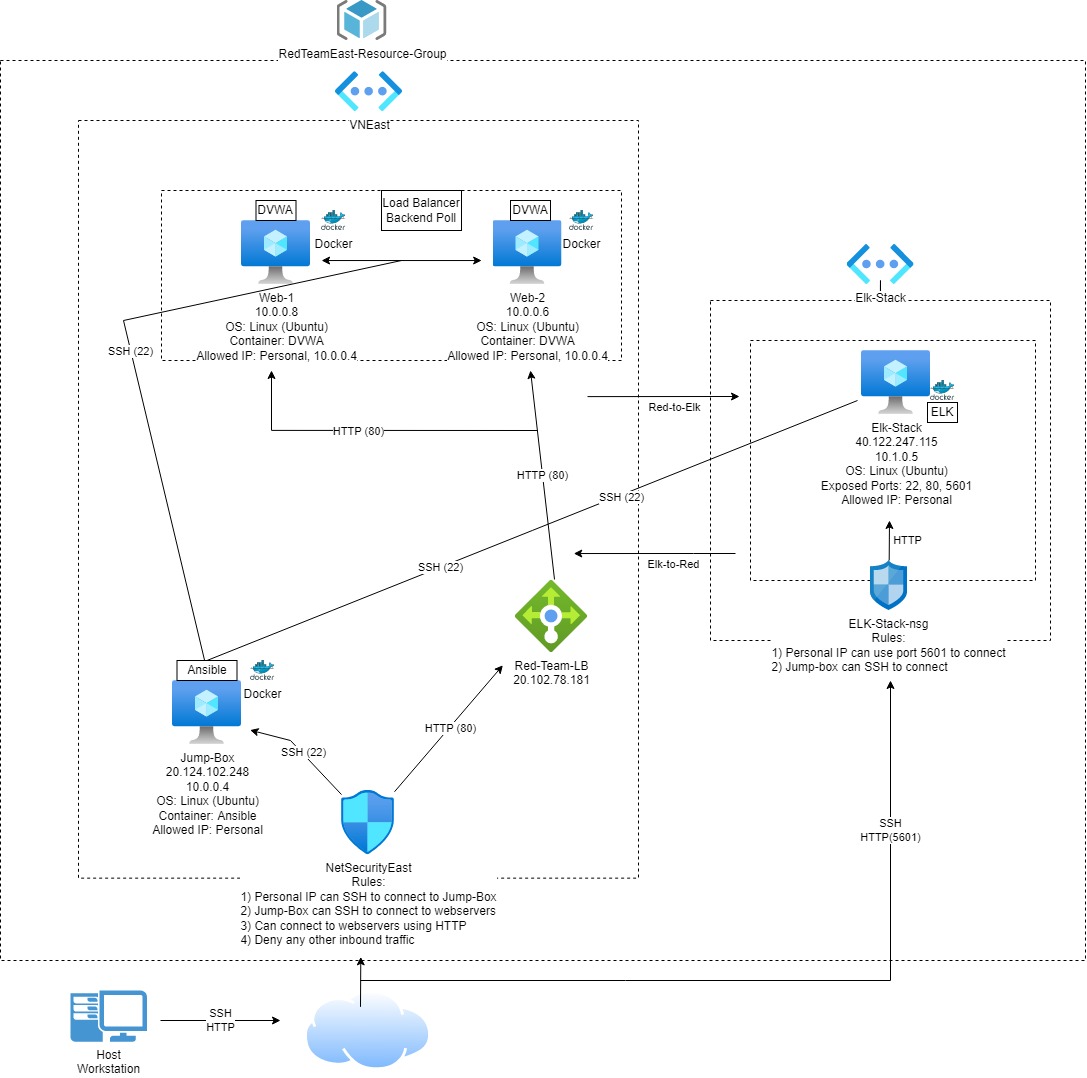 RedTeamEast-Resource-Group
VNEast
DVWA
docker
Docker
Load Balancer
Backend Poll
DVWA
docker
Docker
Web-1
10.0.0.8
OS: Linux (Ubuntu)
Container: DVWA
Allowed IP: Personal, 10.0.0.4
Web-2
10.0.0.6
OS: Linux (Ubuntu)
Container: DVWA
Allowed IP: Personal, 10.0.0.4
SSH (22)
Elk-Stack
docker
ELK
Elk-Stack
40.122.247.115
10.1.0.5
OS: Linux (Ubuntu)
Exposed Ports: 22, 80, 5601
Allowed IP: Personal
Red-to-Elk
HTTP (80)
HTTP (80)
SSH (22)
HTTP
Elk-to-Red
SSH (22)
ELK-Stack-nsg
Rules:
1) Personal IP can use port 5601 to connect
2) Jump-box can SSH to connect
Red-Team-LB
20.102.78.181
Ansible
docker
Docker
HTTP (80)
SSH (22)
Jump-Box
20.124.102.248
10.0.0.4
OS: Linux (Ubuntu)
Container: Ansible
Allowed IP: Personal
SSH
HTTP(5601)
NetSecurityEast
Rules:
1) Personal IP can SSH to connect to Jump-Box
2) Jump-Box can SSH to connect to webservers
3) Can connect to webservers using HTTP
4) Deny any other inbound traffic
SSH
HTTP
Host
Workstation